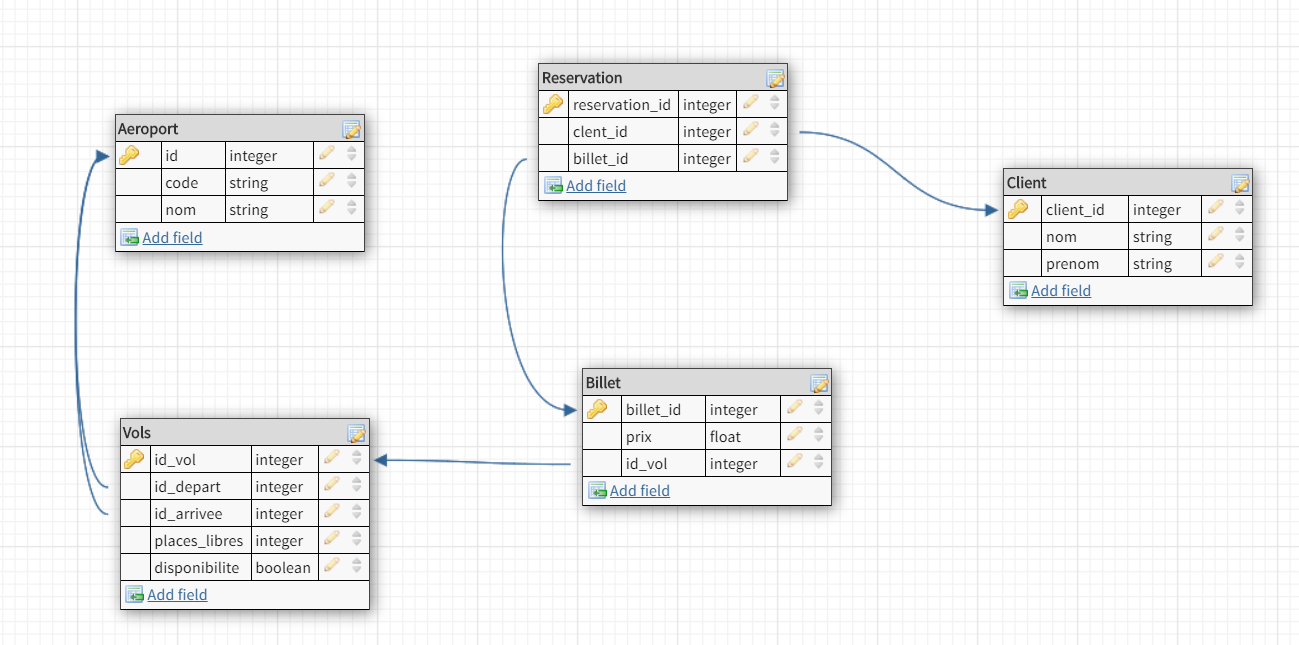 Aeroport
id integer
code string
nom string
Add field
Reservation
reservation_id integer
clent_id integer
billet_id integer
Add field
Client
client_id integer
nom string
prenom string
Add field
Vols
id_vol integer
id_depart integer
id_arrivee integer
places_libres integer
disponibilite boolean
Add field
Billet
billet_id integer
prix float
id_vol integer
Add field